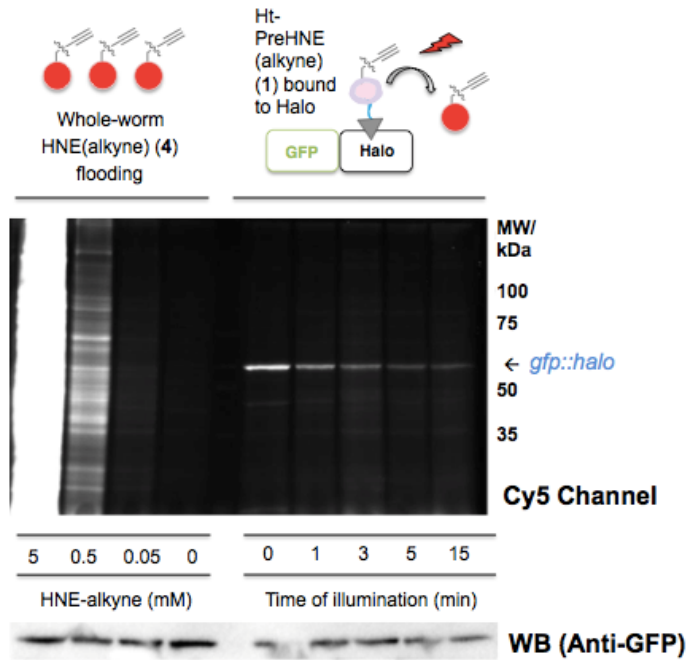 Whole-worm
HNE(alkyne) (4)
flooding
Ht-
PreHNE
(alkyne)
(1) bound
to Halo
GFP
Halo
MW/
kDa
100
75
← gfp::halo
50
35
Cy5 Channel
5 0.5 0.05 0
0 1 3 5 15
HNE-alkyne (mM)
Time of illumination (min)
WB (Anti-GFP)